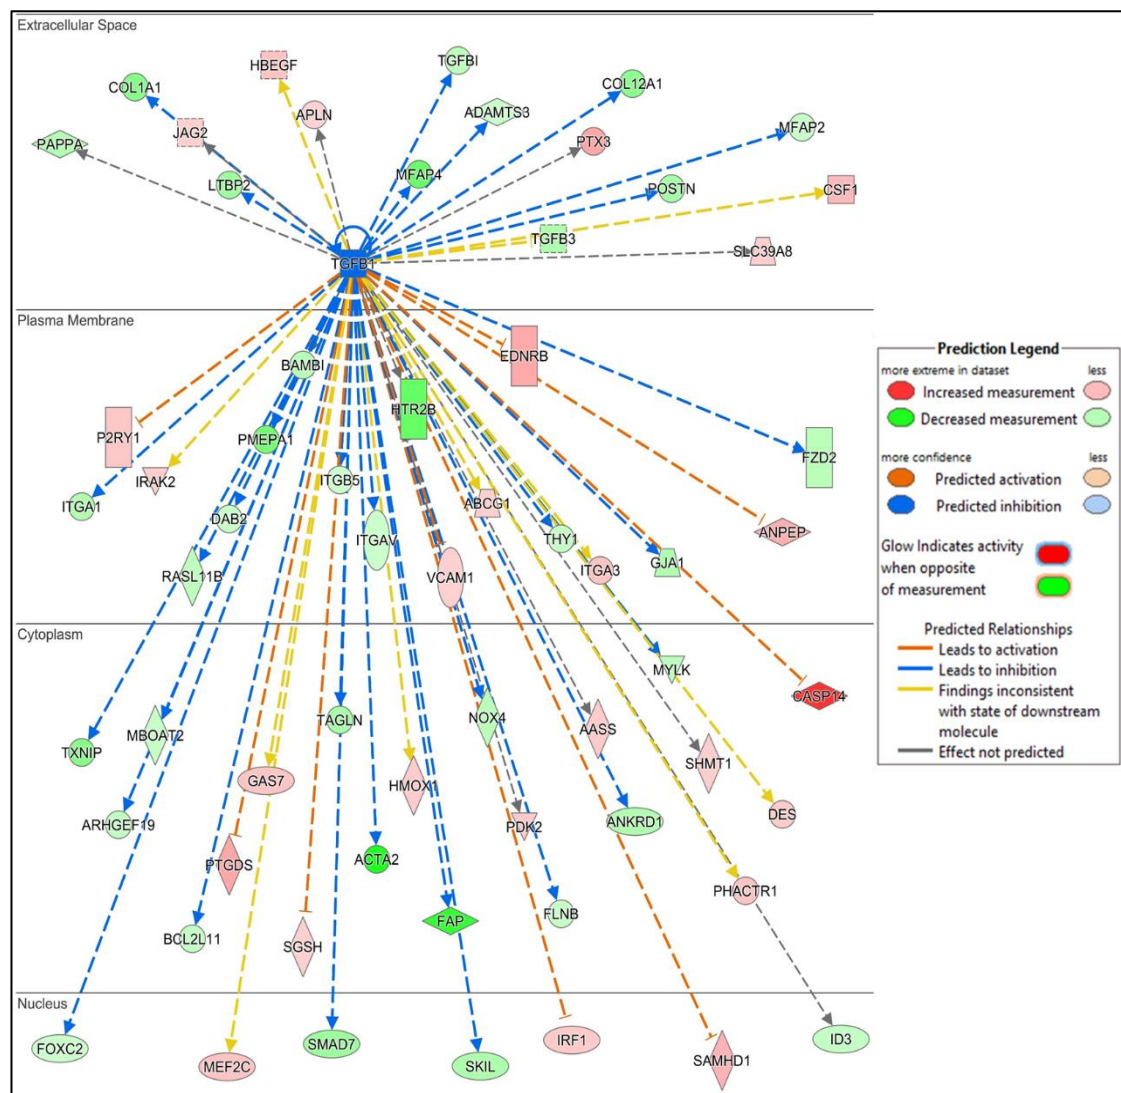 Extracellular Space
HBEGF
TGFBI
COL1A1
COL12A1
APLN
ADAMTS3
JAG2
PTX3
MFAP2
PAPPA
MFAP4
LTBP2
POSTN
CSF1
TGFB3
SLC39A8
TGFB1
Plasma Membrane
EDNRB
BAMBI
HTR2B
P2RY1
PMEPA1
FZD2
IRAK2
ITGB5
ITGA1
ABCG1
DAB2
ANPEP
ITGAV
THY1
GJA1
RASL11B
VCAM1
ITGA3
Cytoplasm
MYLK
CASP14
TAGLN
NOX4
MBOAT2
AASS
TXNIP
SHMT1
GAS7
HMOX1
DES
ARHGEF19
PDK2
ANKRD1
PTGDS
ACTA2
PHACTR1
FAP
FLNB
BCL2L11
SGSH
Nucleus
FOXC2
SMAD7
IRF1
ID3
MEF2C
SKIL
SAMHD1
Prediction Legend
more extreme in dataset less
Increased measurement
Decreased measurement
more confidence less
Predicted activation
Predicted inhibition
Glow Indicates activity
when opposite
of measurement
Predicted Relationships
Leads to activation
Leads to inhibition
Findings inconsistent
with state of downstream
molecule
Effect not predicted